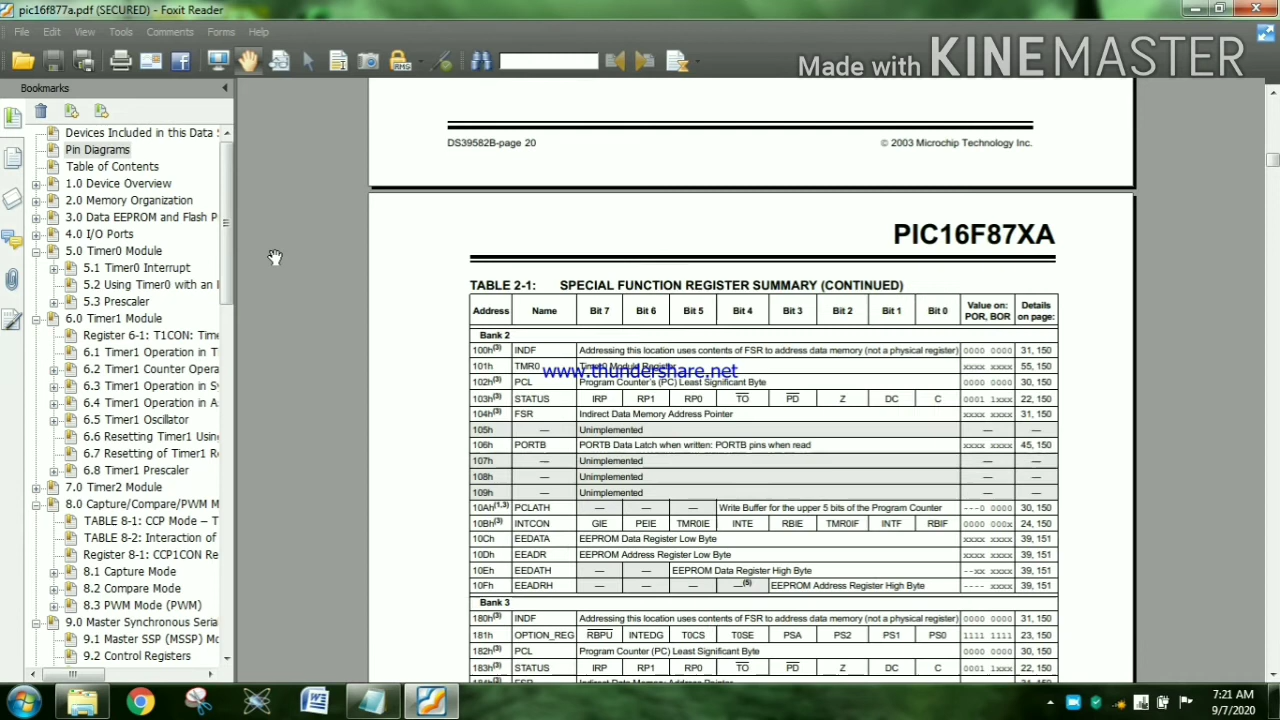 pic16f877a.pdf (SECURED) - Foxit Reader
File Edit View Tools Comments Forms Help
Made with KINEMASTER
Bookmarks
Devices Included in this Data S
Pin Diagrams
Table of Contents
1.0 Device Overview
2.0 Memory Organization
3.0 Data EEPROM and Flash P
4.0 I/O Ports
5.0 Timer0 Module
5.1 Timer0 Interrupt
5.2 Using Timer0 with an I
5.3 Prescaler
6.0 Timer1 Module
Register 6-1: T1CON: Time
6.1 Timer1 Operation in T
6.2 Timer1 Counter Opera
6.3 Timer1 Operation in S
6.4 Timer1 Operation in A
6.5 Timer1 Oscillator
6.6 Resetting Timer1 Using
6.7 Resetting of Timer1 R
6.8 Timer1 Prescaler
7.0 Timer2 Module
8.0 Capture/Compare/PWM M
TABLE 8-1: CCP Mode – T
TABLE 8-2: Interaction of
Register 8-1: CCP1CON Re
8.1 Capture Mode
8.2 Compare Mode
8.3 PWM Mode (PWM)
9.0 Master Synchronous Seria
9.1 Master SSP (MSSP) Mo
9.2 Control Registers
DS39582B-page 20 © 2003 Microchip Technology Inc.
PIC16F87XA
TABLE 2-1: SPECIAL FUNCTION REGISTER SUMMARY (CONTINUED)
Address Name Bit 7 Bit 6 Bit 5 Bit 4 Bit 3 Bit 2 Bit 1 Bit 0 Value on: POR, BOR Details on page:
Bank 2
100h(3) INDF Addressing this location uses contents of FSR to address data memory (not a physical register) 0000 0000 31, 150
101h TMR0 Timer0 Module Register xxxx xxxx 55, 150
www.thundershare.net
102h(3) PCL Program Counter's (PC) Least Significant Byte 0000 0000 30, 150
103h(3) STATUS IRP RP1 RP0 TO PD Z DC C 0001 1xxx 22, 150
104h(3) FSR Indirect Data Memory Address Pointer xxxx xxxx 31, 150
105h — Unimplemented — —
106h PORTB PORTB Data Latch when written: PORTB pins when read xxxx xxxx 45, 150
107h — Unimplemented — —
108h — Unimplemented — —
109h — Unimplemented — —
10Ah(1,3) PCLATH — — — Write Buffer for the upper 5 bits of the Program Counter ---0 0000 30, 150
10Bh(3) INTCON GIE PEIE TMR0IE INTE RBIE TMR0IF INTF RBIF 0000 000x 24, 150
10Ch EEDATA EEPROM Data Register Low Byte xxxx xxxx 39, 151
10Dh EEADR EEPROM Address Register Low Byte xxxx xxxx 39, 151
10Eh EEDATH — — EEPROM Data Register High Byte --xx xxxx 39, 151
10Fh EEADRH — — — —(5) EEPROM Address Register High Byte ---- xxxx 39, 151
Bank 3
180h(3) INDF Addressing this location uses contents of FSR to address data memory (not a physical register) 0000 0000 31, 150
181h OPTION_REG RBPU INTEDG T0CS T0SE PSA PS2 PS1 PS0 1111 1111 23, 150
182h(3) PCL Program Counter (PC) Least Significant Byte 0000 0000 30, 150
183h(3) STATUS IRP RP1 RP0 TO PD Z DC C 0001 1xxx 22, 150
7:21 AM
9/7/2020